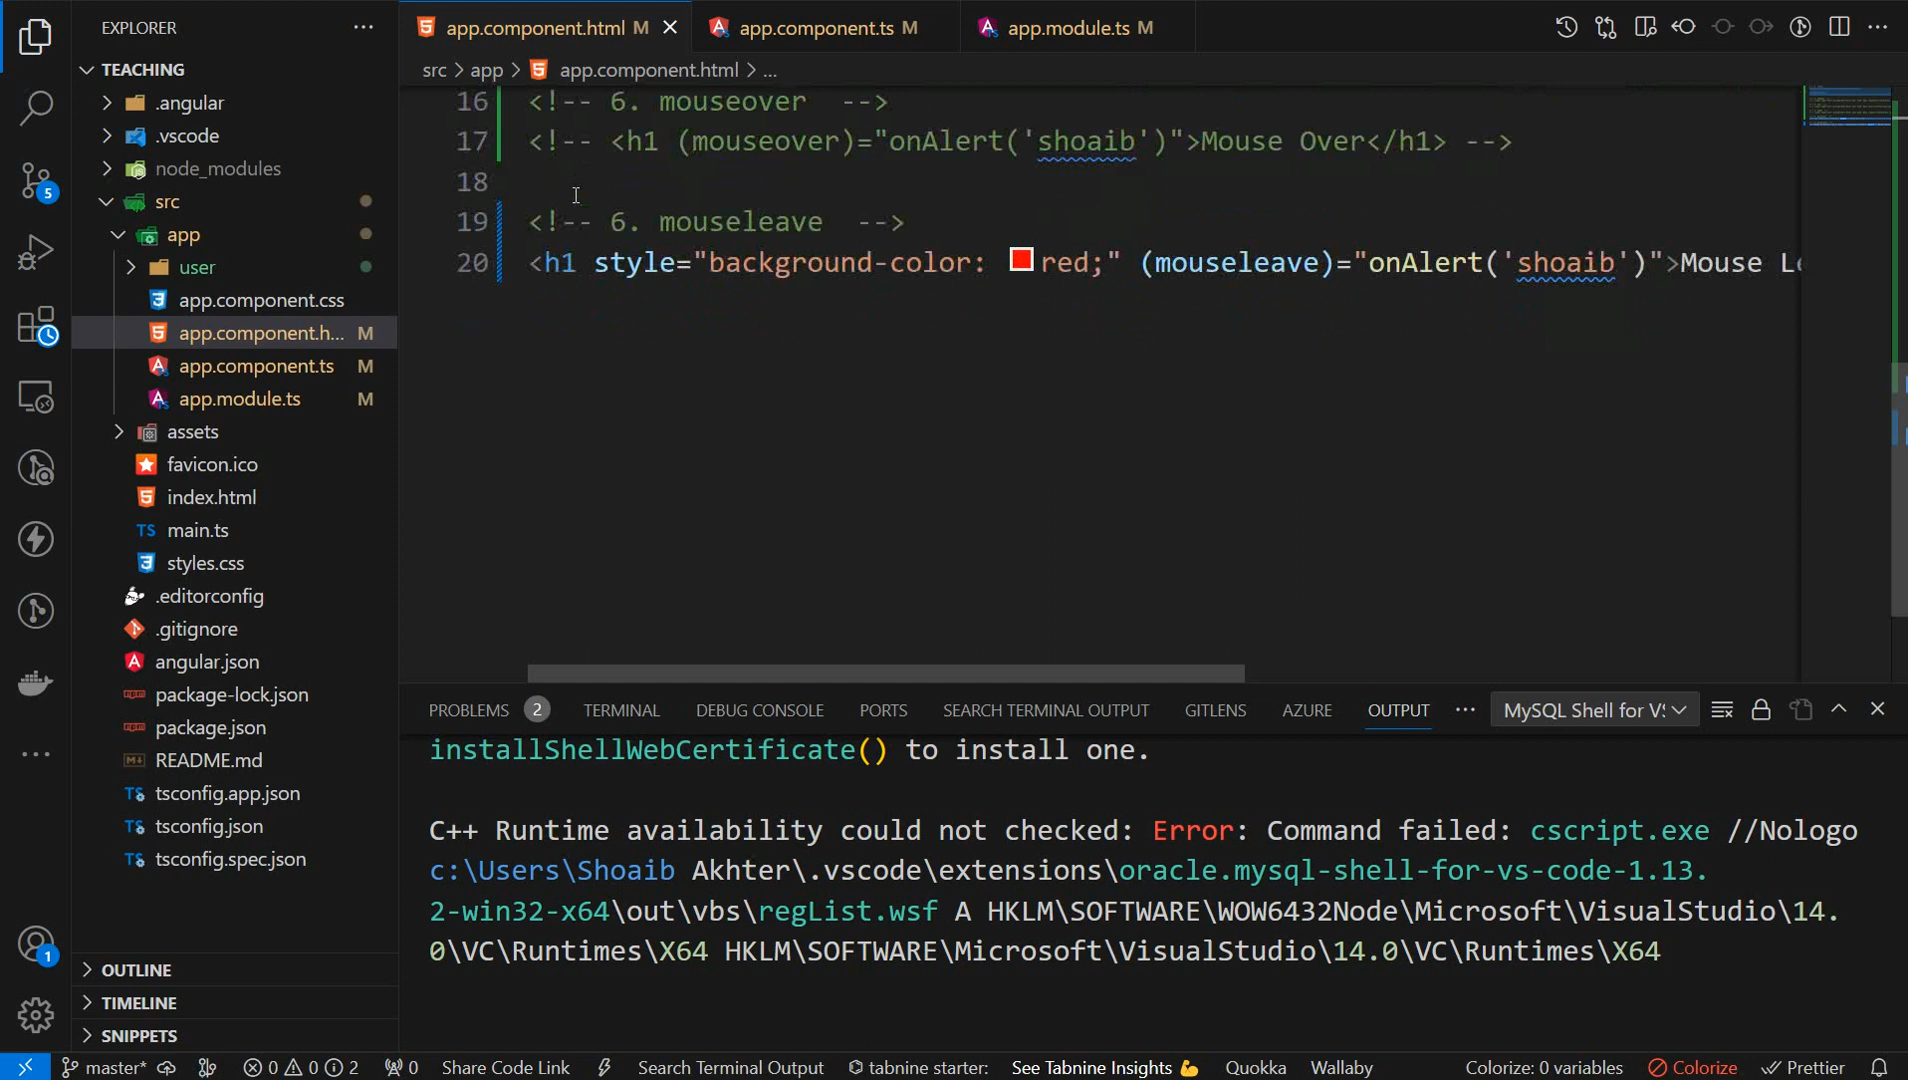 EXPLORER
TEACHING
.angular
.vscode
node_modules
src
app
user
app.component.css
app.component.h... M
app.component.ts M
app.module.ts M
assets
favicon.ico
index.html
main.ts
styles.css
.editorconfig
.gitignore
angular.json
package-lock.json
package.json
README.md
tsconfig.app.json
tsconfig.json
tsconfig.spec.json
OUTLINE
TIMELINE
SNIPPETS
5
1
app.component.html M
app.component.ts M
app.module.ts M
src > app > app.component.html > ...
16 <!-- 6. mouseover -->
17 <!-- <h1 (mouseover)="onAlert('shoaib')">Mouse Over</h1> -->
18
19 <!-- 6. mouseleave -->
20 <h1 style="background-color: red;" (mouseleave)="onAlert('shoaib')">Mouse Le
PROBLEMS 2 TERMINAL DEBUG CONSOLE PORTS SEARCH TERMINAL OUTPUT GITLENS AZURE OUTPUT ... MySQL Shell for VS
installShellWebCertificate() to install one.
C++ Runtime availability could not checked: Error: Command failed: cscript.exe //Nologo
c:\Users\Shoaib Akhter\.vscode\extensions\oracle.mysql-shell-for-vs-code-1.13.
2-win32-x64\out\vbs\regList.wsf A HKLM\SOFTWARE\WOW6432Node\Microsoft\VisualStudio\14.
0\VC\Runtimes\X64 HKLM\SOFTWARE\Microsoft\VisualStudio\14.0\VC\Runtimes\X64
master* 0 0 2 0 Share Code Link Search Terminal Output tabnine starter: See Tabnine Insights Quokka Wallaby Colorize: 0 variables Colorize Prettier